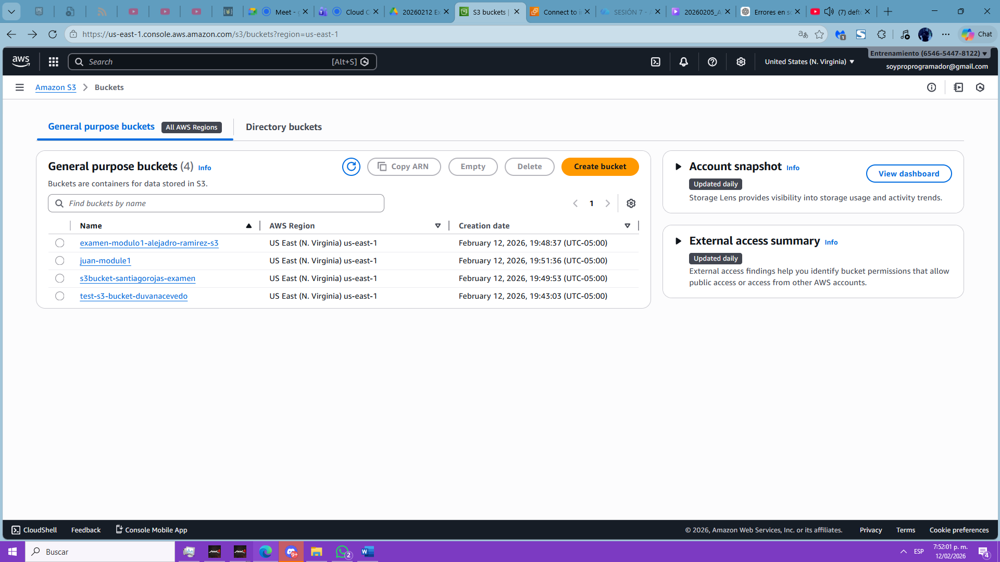 Meet - g
Cloud C
20260212 Ex
S3 buckets |
Connect to i
SESIÓN 7 - A
20260205_A
Errores en sc
(7) defto
https://us-east-1.console.aws.amazon.com/s3/buckets?region=us-east-1
1
Chat
aws
Search
[Alt+S]
United States (N. Virginia) ▼
Entrenamiento (6546-5447-8122) ▼
soyproprogramador@gmail.com
Amazon S3 > Buckets
General purpose buckets All AWS Regions
Directory buckets
General purpose buckets (4) Info
Copy ARN
Empty
Delete
Create bucket
Buckets are containers for data stored in S3.
Find buckets by name
1
Name AWS Region Creation date
examen-modulo1-alejadro-ramirez-s3 US East (N. Virginia) us-east-1 February 12, 2026, 19:48:37 (UTC-05:00)
juan-module1 US East (N. Virginia) us-east-1 February 12, 2026, 19:51:36 (UTC-05:00)
s3bucket-santiagorojas-examen US East (N. Virginia) us-east-1 February 12, 2026, 19:49:53 (UTC-05:00)
test-s3-bucket-duvanacevedo US East (N. Virginia) us-east-1 February 12, 2026, 19:43:03 (UTC-05:00)
Account snapshot Info
View dashboard
Updated daily
Storage Lens provides visibility into storage usage and activity trends.
External access summary Info
Updated daily
External access findings help you identify bucket permissions that allow
public access or access from other AWS accounts.
CloudShell
Feedback
Console Mobile App
© 2026, Amazon Web Services, Inc. or its affiliates.
Privacy
Terms
Cookie preferences
Buscar
9+
2
ESP
7:52:01 p. m.
12/02/2026
4